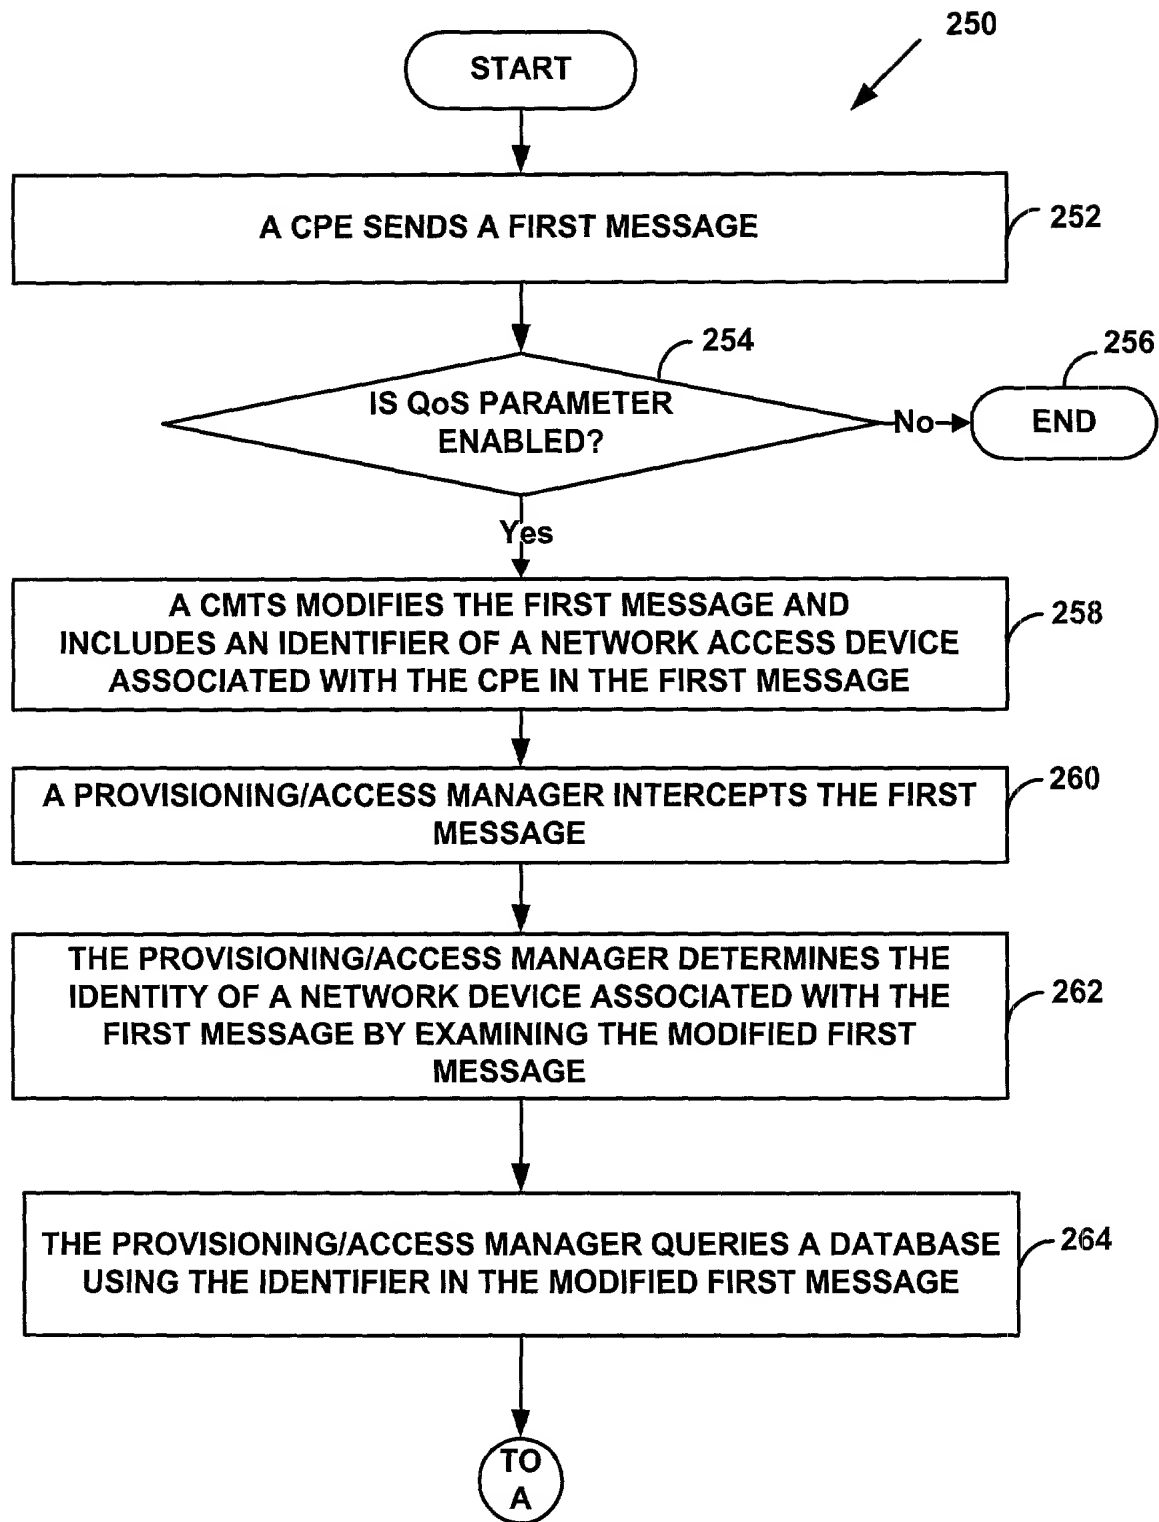 250
START
A CPE SENDS A FIRST MESSAGE
252
254
IS QoS PARAMETER
ENABLED?
No
256
END
Yes
A CMTS MODIFIES THE FIRST MESSAGE AND
INCLUDES AN IDENTIFIER OF A NETWORK ACCESS DEVICE
ASSOCIATED WITH THE CPE IN THE FIRST MESSAGE
258
A PROVISIONING/ACCESS MANAGER INTERCEPTS THE FIRST
MESSAGE
260
THE PROVISIONING/ACCESS MANAGER DETERMINES THE
IDENTITY OF A NETWORK DEVICE ASSOCIATED WITH THE
FIRST MESSAGE BY EXAMINING THE MODIFIED FIRST
MESSAGE
262
THE PROVISIONING/ACCESS MANAGER QUERIES A DATABASE
USING THE IDENTIFIER IN THE MODIFIED FIRST MESSAGE
264
TO
A